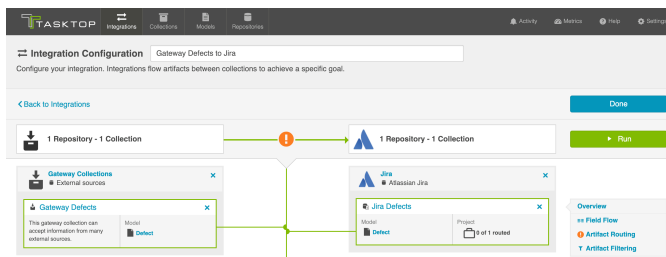 TASKTOP
Integrations
Collections
Models
Repositories
Activity
Metrics
Help
Settings
Integration Configuration
Gateway Defects to Jira
Configure your integration. Integrations flow artifacts between collections to achieve a specific goal.
Back to Integrations
Done
1 Repository - 1 Collection
1 Repository - 1 Collection
Run
Gateway Collections
External sources
Jira
Atlassian Jira
Gateway Defects
This gateway collection can
accept information from many
external sources.
Model
Defect
Jira Defects
Model
Defect
Project
0 of 1 routed
Overview
Field Flow
Artifact Routing
Artifact Filtering